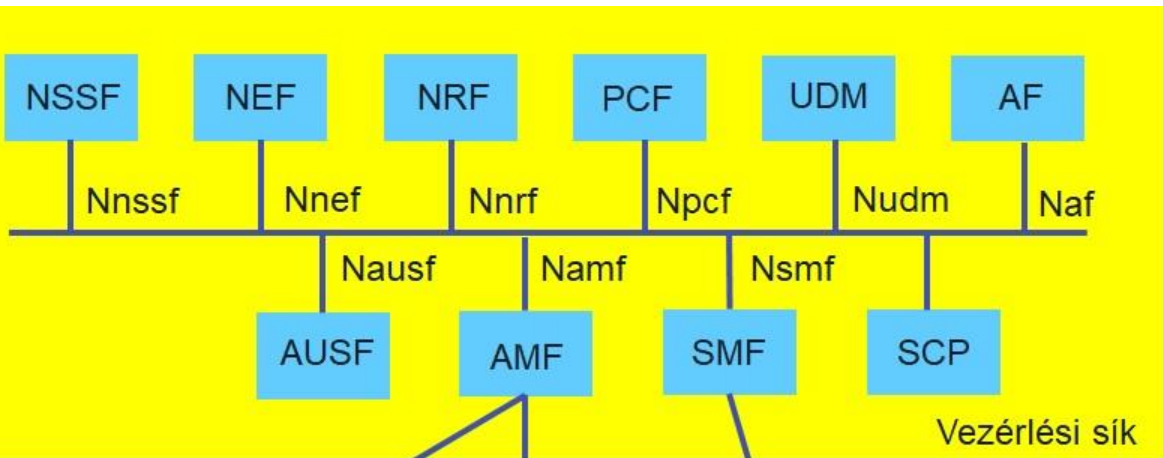 NSSF NEF NRF PCF UDM AF
Nnssf Nnef Nnrf Npcf Nudm Naf
Nausf Namf Nsmf
AUSF AMF SMF SCP
Vezérlési sík